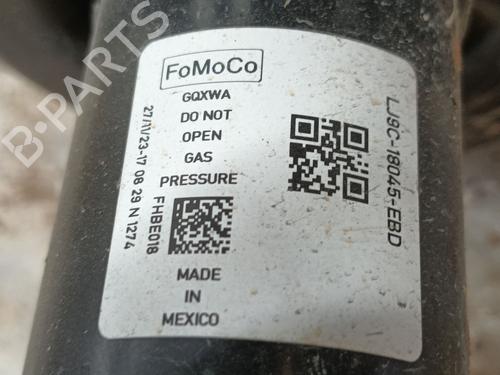 FoMoCo
GQXWA
DO NOT
OPEN
GAS
PRESSURE
MADE
IN
MEXICO
27/11/23-17 08 29 N 1274
FHBE018
LJ9C-18045-EBD
B-PARTS